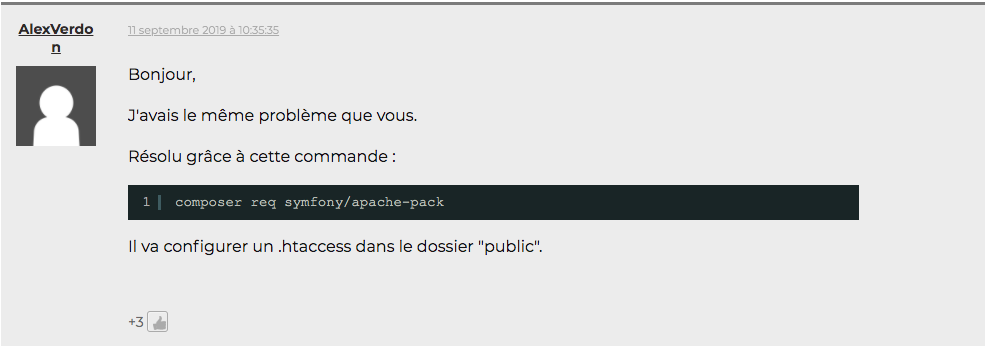 AlexVerdo
n
11 septembre 2019 à 10:35:35
Bonjour,
J'avais le même problème que vous.
Résolu grâce à cette commande :
1 composer req symfony/apache-pack
Il va configurer un .htaccess dans le dossier "public".
+3